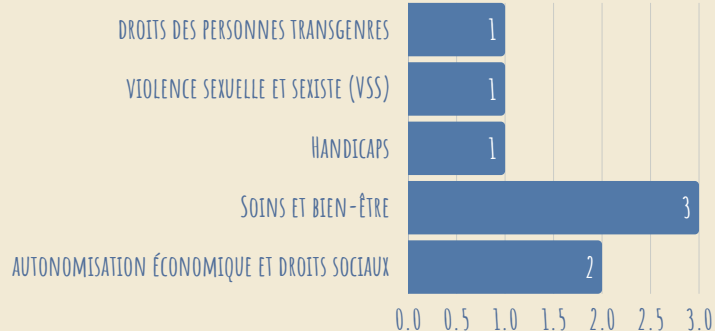 DROITS DES PERSONNES TRANSGENRES 1
VIOLENCE SEXUELLE ET SEXISTE (VSS) 1
HANDICAPS 1
SOINS ET BIEN-ÊTRE 3
AUTONOMISATION ÉCONOMIQUE ET DROITS SOCIAUX 2
0.0 0.5 1.0 1.5 2.0 2.5 3.0